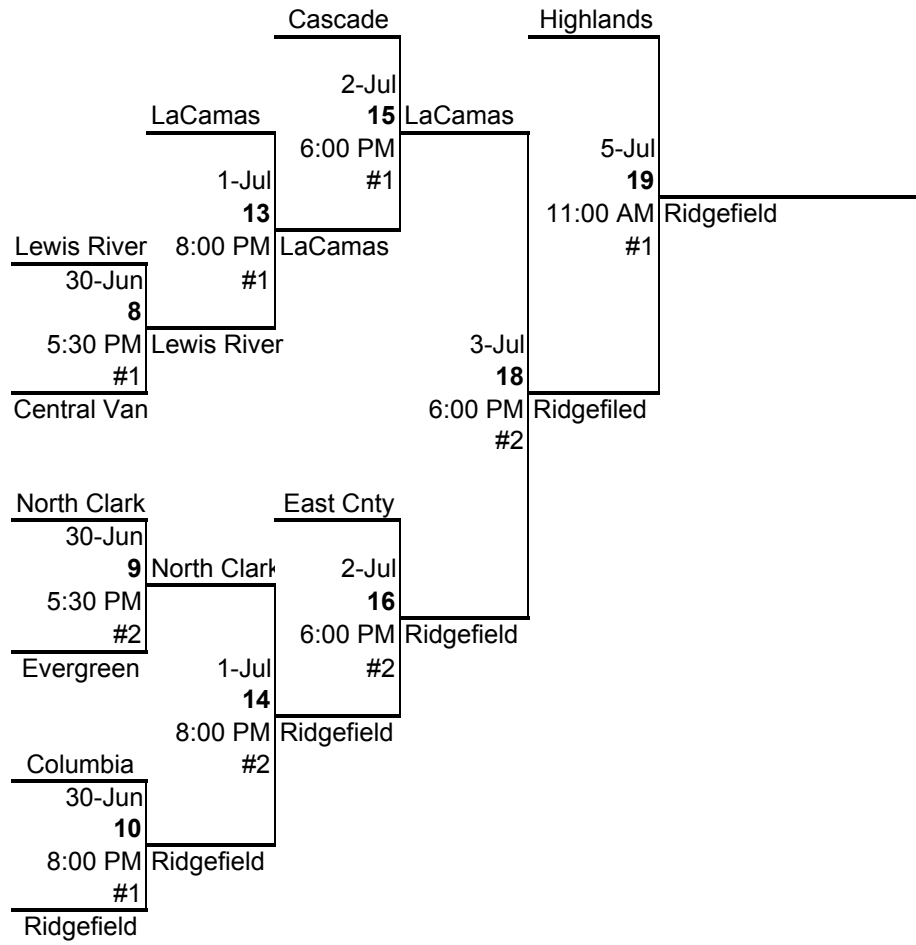 Cascade
Highlands
2-Jul
LaCamas
15
LaCamas
6:00 PM
5-Jul
1-Jul
#1
19
13
11:00 AM
Ridgefield
Lewis River
8:00 PM
LaCamas
#1
30-Jun
#1
8
5:30 PM
Lewis River
3-Jul
#1
18
Central Van
6:00 PM
Ridgefiled
#2
North Clark
East Cnty
30-Jun
9
North Clark
2-Jul
5:30 PM
16
#2
6:00 PM
Ridgefield
Evergreen
1-Jul
#2
14
8:00 PM
Ridgefield
Columbia
#2
30-Jun
10
8:00 PM
Ridgefield
#1
Ridgefield